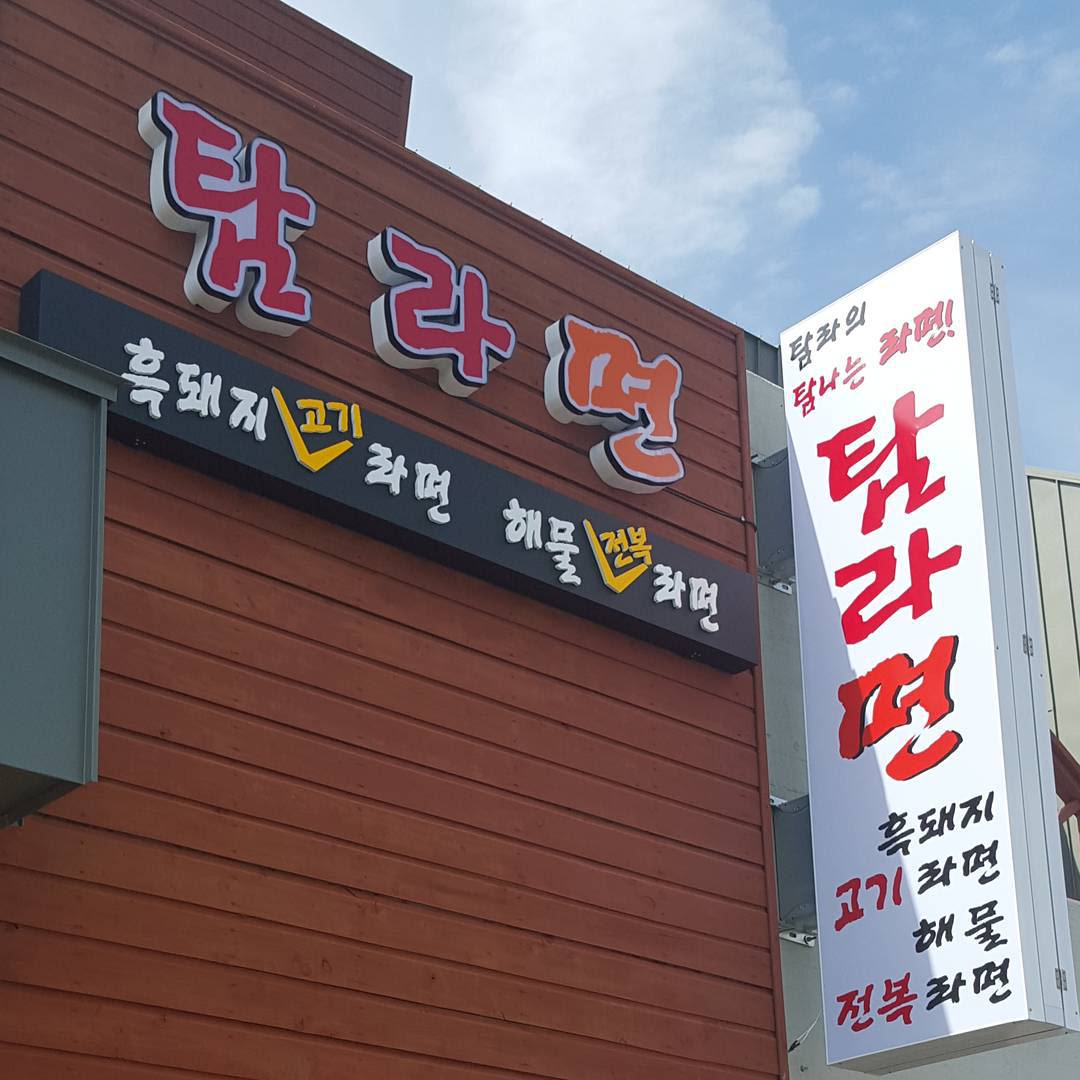 탐라면
흑돼지 고기 라면 해물 전복 라면
탐라의
탐나는 라면!
탐라면
흑돼지
고기 라면
해물
전복 라면